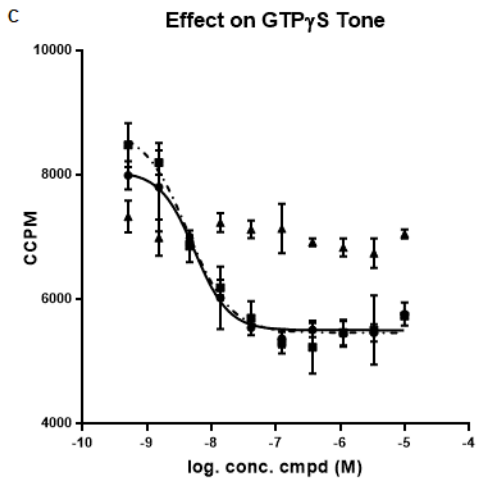 C
Effect on GTPγS Tone
10000
8000
6000
4000
CCPM
-10 -9 -8 -7 -6 -5 -4
log. conc. cmpd (M)